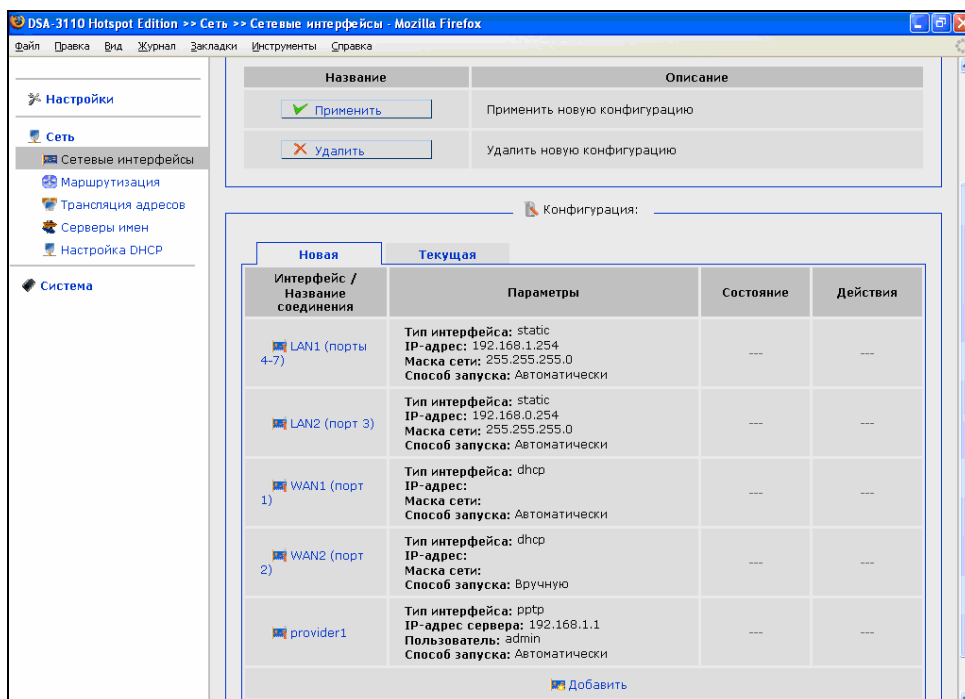 DSA-3110 Hotspot Edition >> Сеть >> Сетевые интерфейсы - Mozilla Firefox
Файл Правка Вид Журнал Закладки Инструменты Справка
Настройки
Сеть
Сетевые интерфейсы
Маршрутизация
Трансляция адресов
Серверы имен
Настройка DHCP
Система
Название Описание
Применить Применить новую конфигурацию
Удалить Удалить новую конфигурацию
Конфигурация:
Новая Текущая
Интерфейс /
Название
соединения
Параметры
Состояние
Действия
LAN1 (порты
4-7)
Тип интерфейса: static
IP-адрес: 192.168.1.254
Маска сети: 255.255.255.0
Способ запуска: Автоматически
---
---
LAN2 (порт 3)
Тип интерфейса: static
IP-адрес: 192.168.0.254
Маска сети: 255.255.255.0
Способ запуска: Автоматически
---
---
WAN1 (порт
1)
Тип интерфейса: dhcp
IP-адрес:
Маска сети:
Способ запуска: Автоматически
---
---
WAN2 (порт
2)
Тип интерфейса: dhcp
IP-адрес:
Маска сети:
Способ запуска: Вручную
---
---
provider1
Тип интерфейса: pptp
IP-адрес сервера: 192.168.1.1
Пользователь: admin
Способ запуска: Автоматически
---
---
Добавить